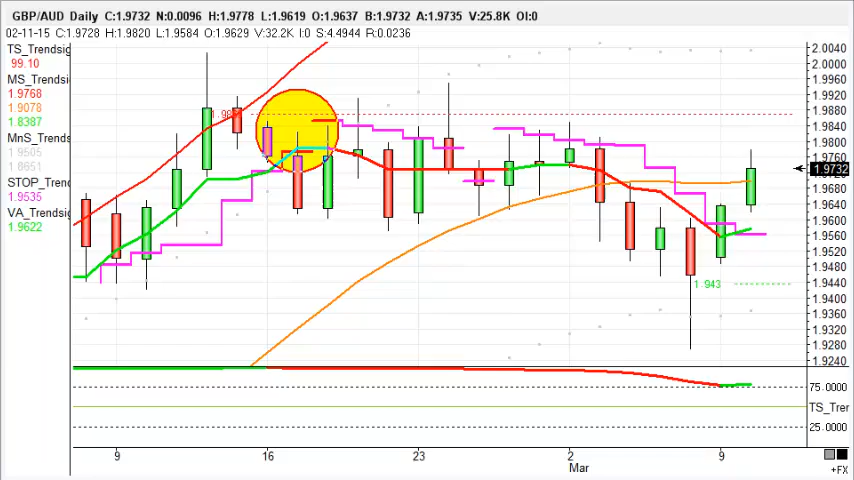 GBP/AUD Daily C:1.9732 N:0.0096 H:1.9778 L:1.9619 O:1.9637 B:1.9732 A:1.9735 V:25.8K OI:0
02-11-15 C:1.9728 H:1.9820 L:1.9584 O:1.9629 V:32.2K I:0 S:4.4944 R:0.0236
TS_Trendsig
99.10
MS_Trendsi
1.9768
1.9078
1.8387
MnS_Trends
1.9505
1.8651
STOP_Trend
1.9535
VA_Trendsig
1.9622
1.943
2.0040
2.0000
1.9960
1.9920
1.9880
1.9840
1.9760
1.9732
1.9680
1.9640
1.9600
1.9560
1.9520
1.9480
1.9440
1.9400
1.9360
1.9320
1.9280
1.9240
75.0000
TS_Trer
25.0000
9 16 23 2 9
Mar
+FX